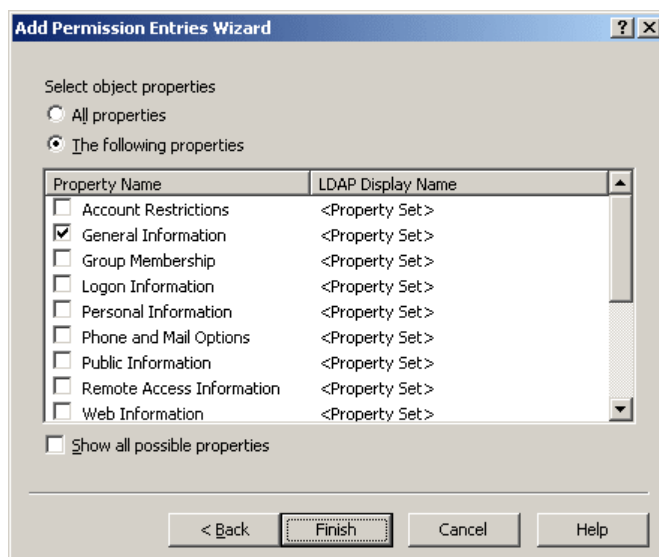 Add Permission Entries Wizard
Select object properties
All properties
The following properties
Property Name LDAP Display Name
Account Restrictions <Property Set>
General Information <Property Set>
Group Membership <Property Set>
Logon Information <Property Set>
Personal Information <Property Set>
Phone and Mail Options <Property Set>
Public Information <Property Set>
Remote Access Information <Property Set>
Web Information <Property Set>
Show all possible properties
< Back Finish Cancel Help